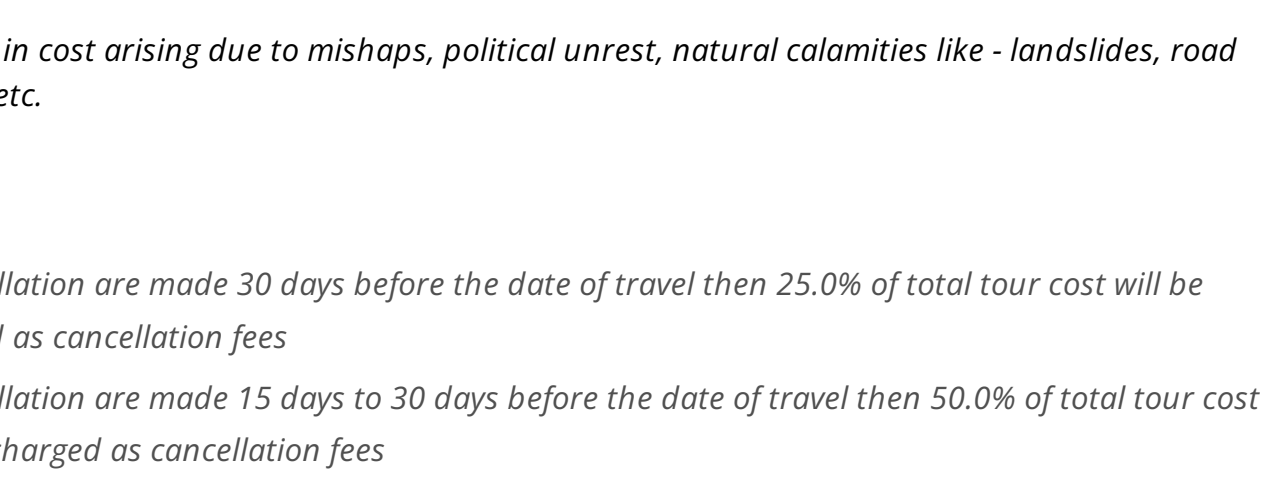 in cost arising due to mishaps, political unrest, natural calamities like - landslides, road
etc.
are made 30 days before the date of travel then 25.0% of total tour cost will be
as cancellation fees
are made 15 days to 30 days before the date of travel then 50.0% of total tour cost
as cancellation fees